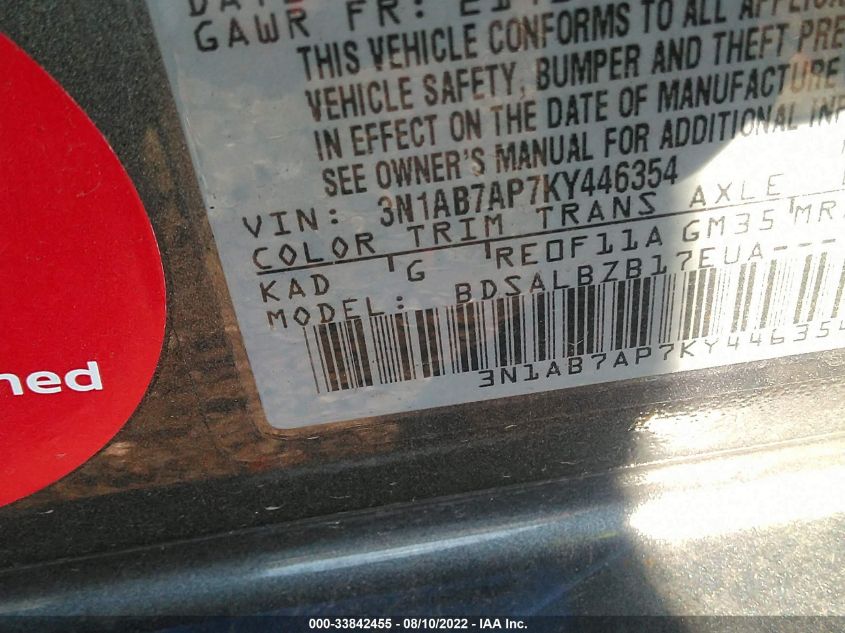 GAWR FR:
THIS VEHICLE CONFORMS TO ALL
VEHICLE SAFETY, BUMPER AND THEFT
IN EFFECT ON THE DATE OF MANUFACTURE
SEE OWNER'S MANUAL FOR ADDITIONAL
VIN: 3N1AB7AP7KY446354
COLOR TRIM TRANS AXLE
KAD G RE0F11A GM35
MODEL: BDSALBZB17EUA---
3N1AB7AP7KY446354
ned
000-33842455 - 08/10/2022 - IAA Inc.